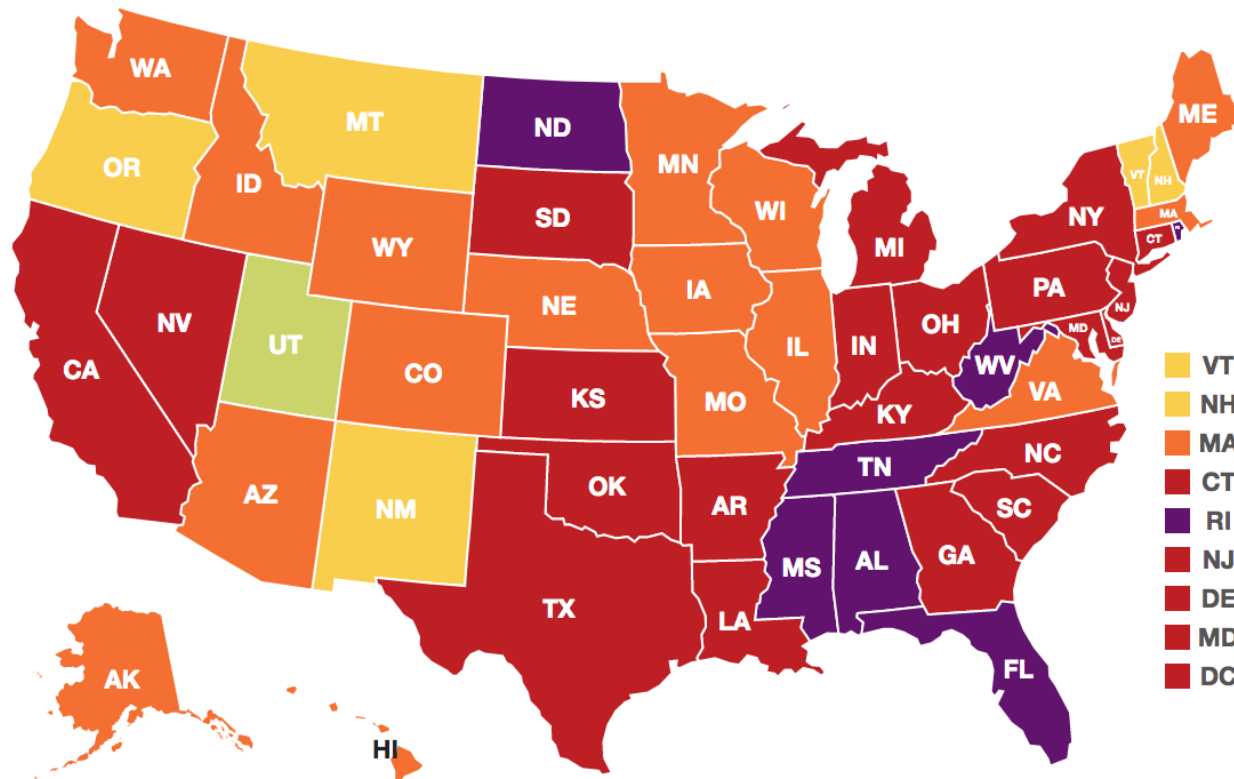 WA
MT
ND
MN
ME
OR
ID
SD
WI
VT
NH
WY
MI
NY
MA
CT
NE
IA
PA
NV
UT
CO
IL
IN
OH
NJ
MD
DE
WV
CA
KS
MO
KY
VA
VT
NH
MA
CT
RI
NJ
DE
MD
DC
AZ
NM
OK
AR
TN
NC
SC
TX
LA
MS
AL
GA
FL
AK
HI